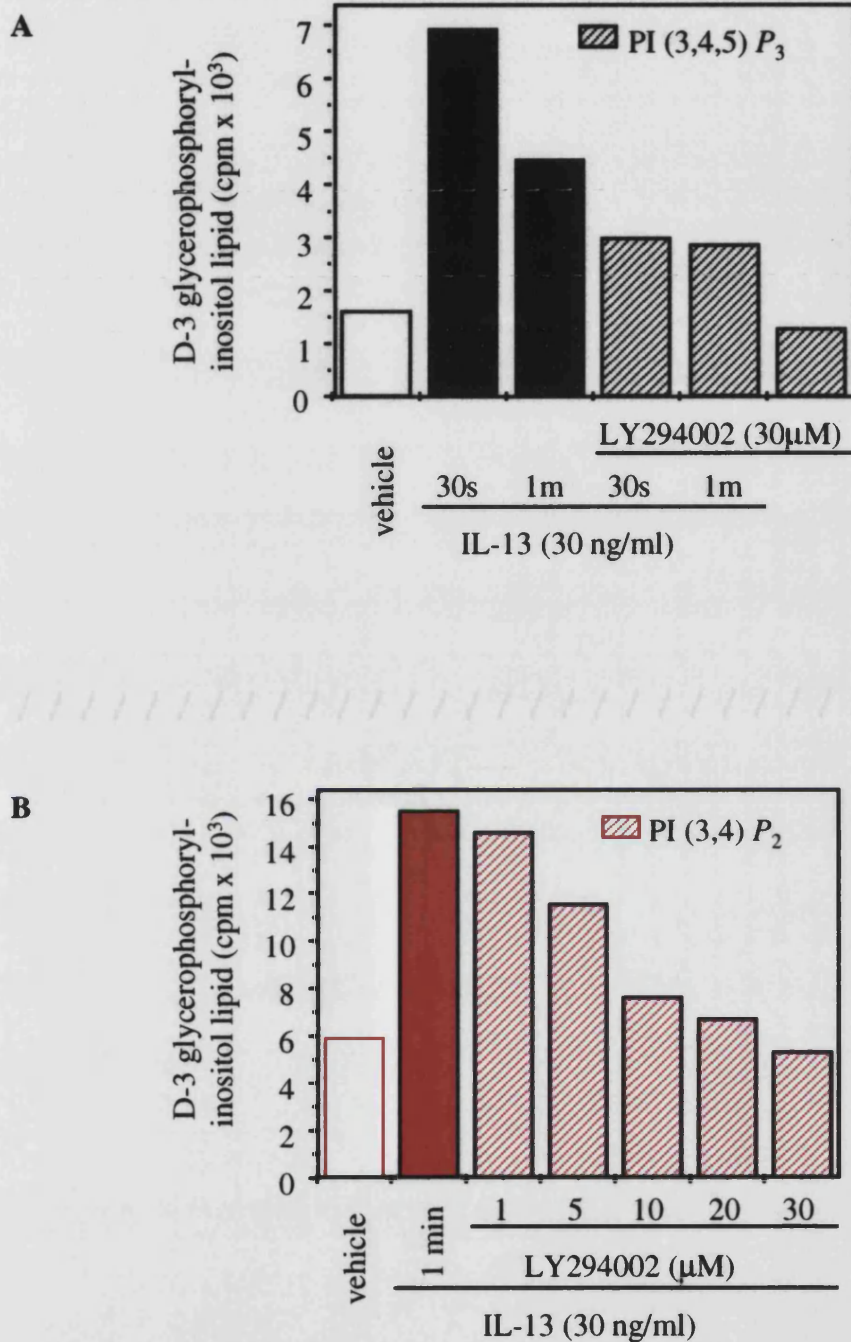 A
D-3 glycerophosphoryl-
inositol lipid (cpm x 10³)
7
6
5
4
3
2
1
0
PI (3,4,5) P₃
LY294002 (30µM)
vehicle
30s 1m 30s 1m
IL-13 (30 ng/ml)
B
D-3 glycerophosphoryl-
inositol lipid (cpm x 10³)
16
14
12
10
8
6
4
2
0
PI (3,4) P₂
vehicle
1 min
1 5 10 20 30
LY294002 (µM)
IL-13 (30 ng/ml)